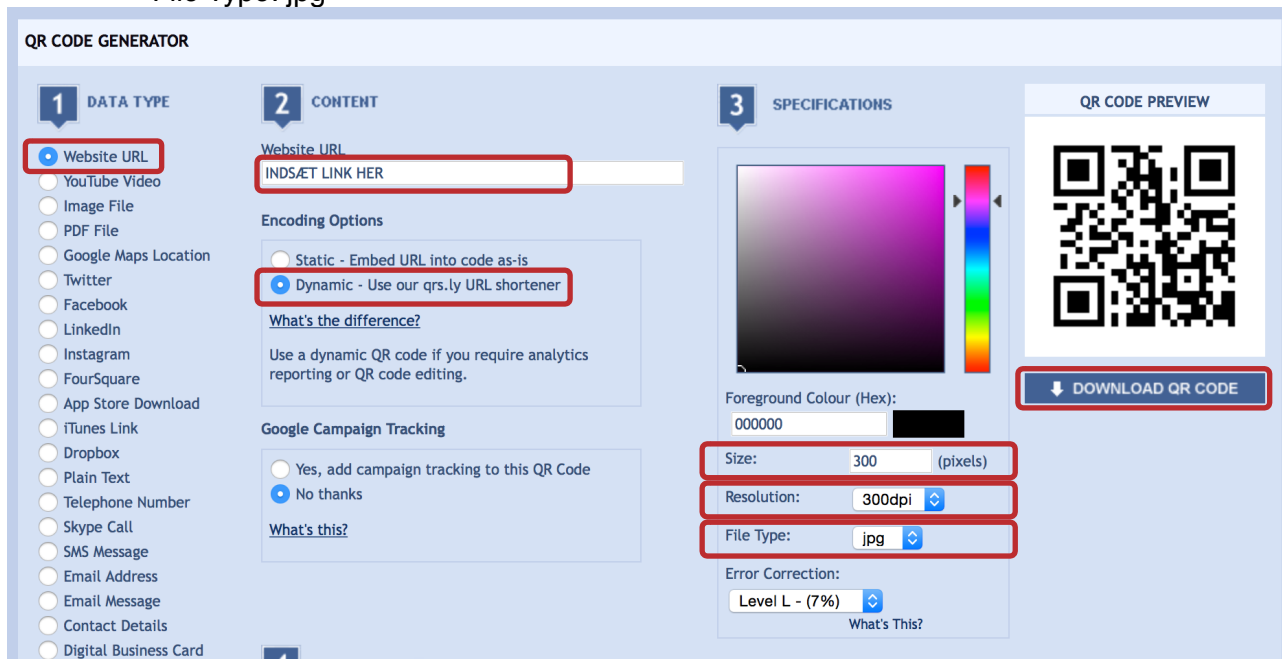 File Type: jpg
QR CODE GENERATOR
1 DATA TYPE
Website URL
YouTube Video
Image File
PDF File
Google Maps Location
Twitter
Facebook
LinkedIn
Instagram
FourSquare
App Store Download
iTunes Link
Dropbox
Plain Text
Telephone Number
Skype Call
SMS Message
Email Address
Email Message
Contact Details
Digital Business Card
2 CONTENT
Website URL
INDSÆT LINK HER
Encoding Options
Static - Embed URL into code as-is
Dynamic - Use our qrs.ly URL shortener
What's the difference?
Use a dynamic QR code if you require analytics
reporting or QR code editing.
Google Campaign Tracking
Yes, add campaign tracking to this QR Code
No thanks
What's this?
3 SPECIFICATIONS
Foreground Colour (Hex):
000000
Size: 300 (pixels)
Resolution: 300dpi
File Type: jpg
Error Correction:
Level L - (7%)
What's This?
QR CODE PREVIEW
DOWNLOAD QR CODE